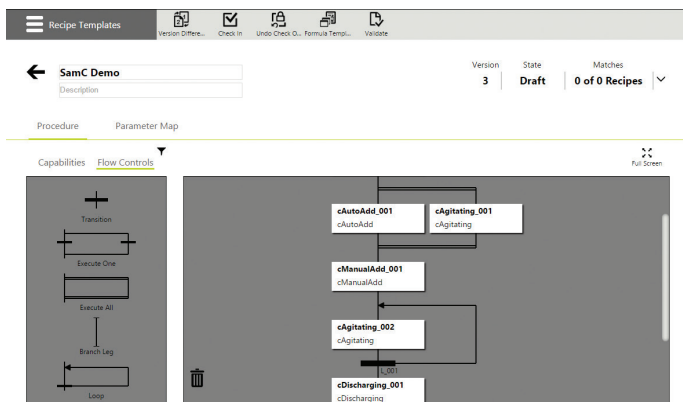 Recipe Templates
Version Differe...
Check In
Undo Check O...
Formula Templ...
Validate
SamC Demo
Description
Version
3
State
Draft
Matches
0 of 0 Recipes
Procedure
Parameter Map
Capabilities
Flow Controls
Full Screen
Transition
Execute One
Execute All
Branch Leg
Loop
cAutoAdd_001
cAutoAdd
cAgitating_001
cAgitating
cManualAdd_001
cManualAdd
cAgitating_002
cAgitating
L_001
cDischarging_001
cDischarging